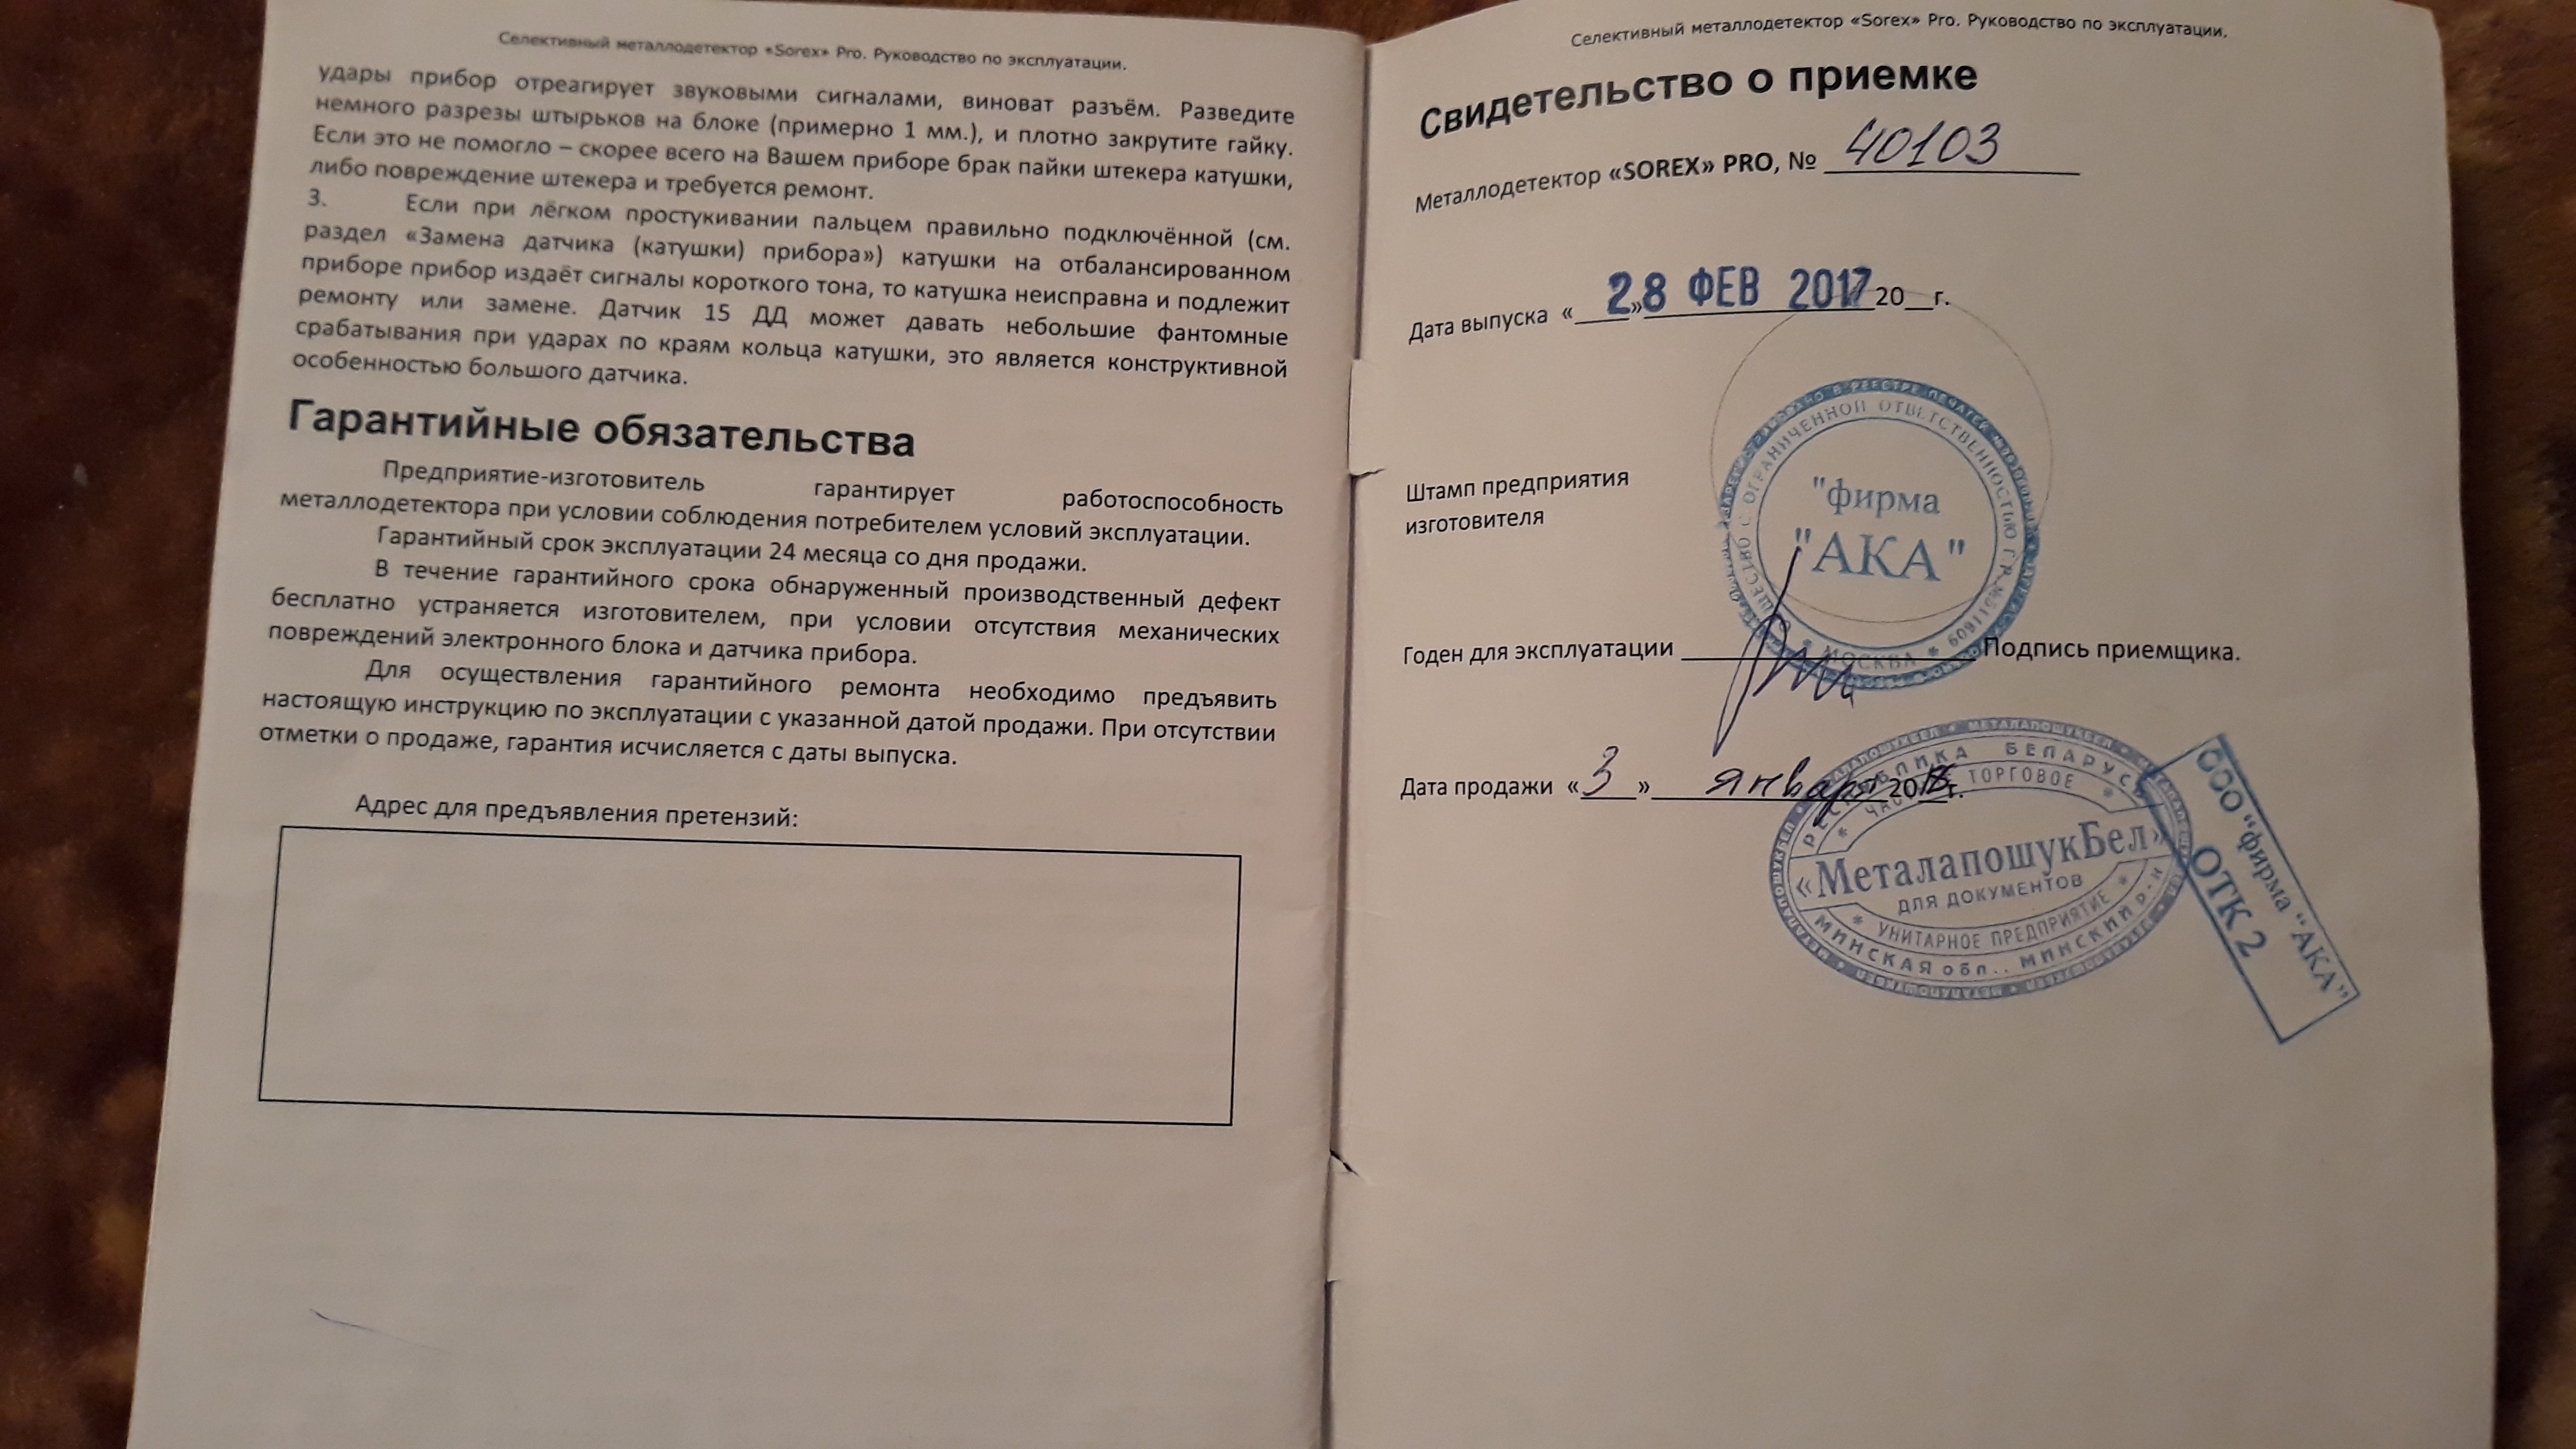 Селективный металлодетектор «Sorex» Pro. Руководство по эксплуатации.
удары прибор отреагирует звуковыми сигналами, виноват разъём. Разведите
немного разрезы штырьков на блоке (примерно 1 мм.), и плотно закрутите гайку.
Если это не помогло – скорее всего на Вашем приборе брак пайки штекера катушки,
либо повреждение штекера и требуется ремонт.
3. Если при лёгком простукивании пальцем правильно подключённой (см.
раздел «Замена датчика (катушки) прибора») катушки на отбалансированном
приборе прибор издаёт сигналы короткого тона, то катушка неисправна и подлежит
ремонту или замене. Датчик 15 ДД может давать небольшие фантомные
срабатывания при ударах по краям кольца катушки, это является конструктивной
особенностью большого датчика.
Гарантийные обязательства
Предприятие-изготовитель гарантирует работоспособность
металлодетектора при условии соблюдения потребителем условий эксплуатации.
Гарантийный срок эксплуатации 24 месяца со дня продажи.
В течение гарантийного срока обнаруженный производственный дефект
бесплатно устраняется изготовителем, при условии отсутствия механических
повреждений электронного блока и датчика прибора.
Для осуществления гарантийного ремонта необходимо предъявить
настоящую инструкцию по эксплуатации с указанной датой продажи. При отсутствии
отметки о продаже, гарантия исчисляется с даты выпуска.
Адрес для предъявления претензий:
Селективный металлодетектор «Sorex» Pro. Руководство по эксплуатации.
Свидетельство о приемке
Металлодетектор «SOREX» PRO, № 40103
Дата выпуска «__»28 ФЕВ 2017 20__г.
Штамп предприятия
изготовителя
ОБЩЕСТВО С ОГРАНИЧЕННОЙ ОТВЕТСТВЕННОСТЬЮ
"фирма
"АКА"
* МОСКВА *
Годен для эксплуатации ____ Подпись приемщика.
Дата продажи «3» января 2018г.
РЕСПУБЛИКА БЕЛАРУСЬ
* ЧАСТНОЕ ТОРГОВОЕ *
«МеталапошукБел»
ДЛЯ ДОКУМЕНТОВ
* УНИТАРНОЕ ПРЕДПРИЯТИЕ *
МИНСКАЯ обл., МИНСКИЙ Р-Н
ООО "фирма "АКА"
ОТК 2